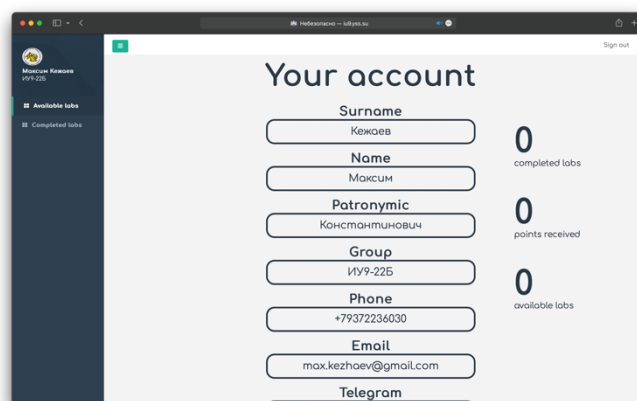 Небезопасно — iu9.yss.su
Максим Кежаев
ИУ9-22Б
Available labs
Completed labs
Sign out
Your account
Surname
Кежаев
Name
Максим
Patronymic
Константинович
Group
ИУ9-22Б
Phone
+79372236030
Email
max.kezhaev@gmail.com
Telegram
0
completed labs
0
points received
0
available labs